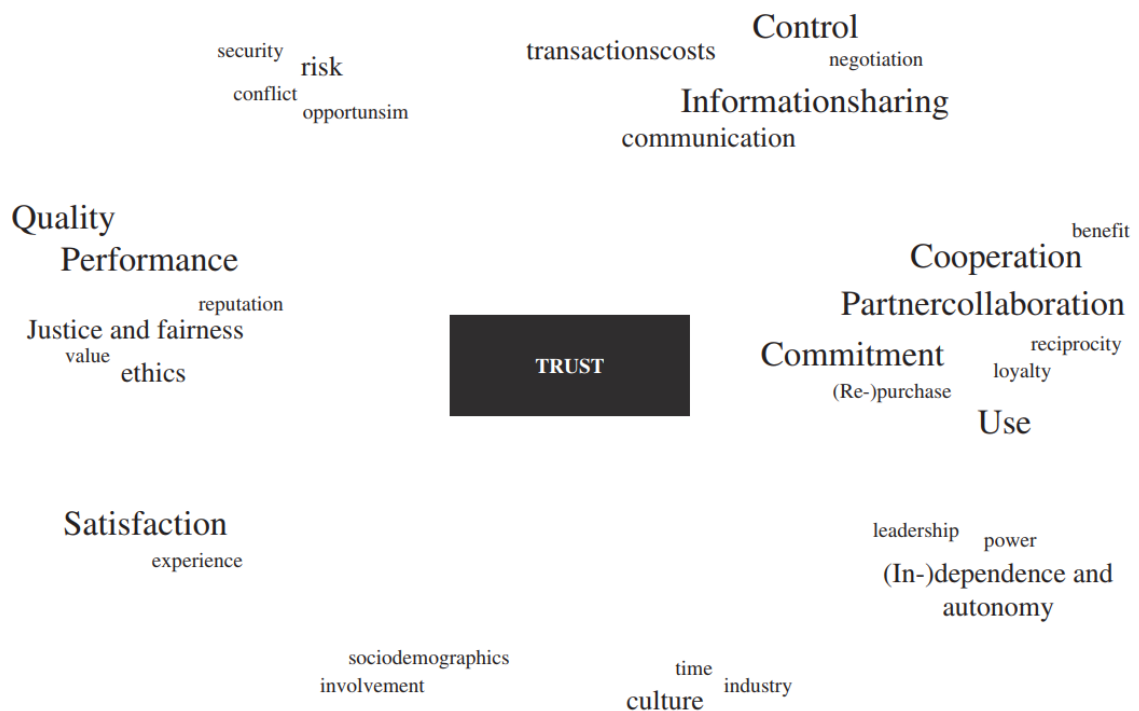 Control
security
transactionscosts
negotiation
risk
conflict
Informationsharing
opportunsim
communication
Quality
benefit
Performance
Cooperation
reputation
Partnercollaboration
Justice and fairness
reciprocity
value
Commitment
TRUST
ethics
loyalty
(Re-)purchase
Use
Satisfaction
leadership
power
experience
(In-)dependence and
autonomy
sociodemographics
time
involvement
industry
culture